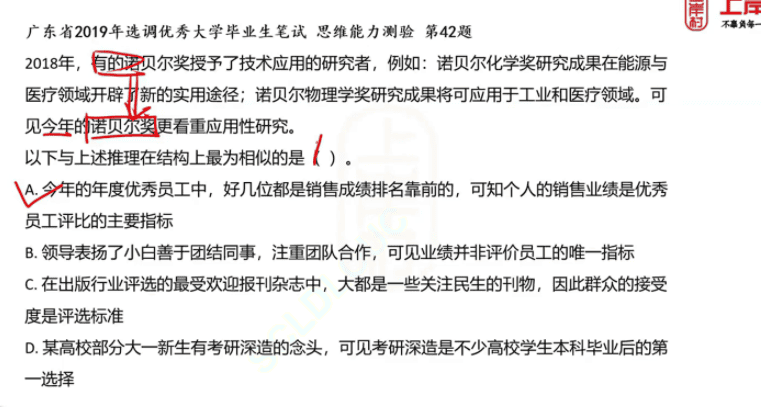 上岸村
上岸
不辜负每一
广东省2019年选调优秀大学毕业生笔试 思维能力测验 第42题
2018年，有的诺贝尔奖授予了技术应用的研究者，例如：诺贝尔化学奖研究成果在能源与
医疗领域开辟了新的实用途径；诺贝尔物理学奖研究成果将可应用于工业和医疗领域。可
见今年的诺贝尔奖更看重应用性研究。
以下与上述推理在结构上最为相似的是（ ）。
A. 今年的年度优秀员工中，好几位都是销售成绩排名靠前的，可知个人的销售业绩是优秀
员工评比的主要指标
B. 领导表扬了小白善于团结同事，注重团队合作，可见业绩并非评价员工的唯一指标
C. 在出版行业评选的最受欢迎报刊杂志中，大都是一些关注民生的刊物，因此群众的接受
度是评选标准
D. 某高校部分大一新生有考研深造的念头，可见考研深造是不少高校学生本科毕业后的第
一选择